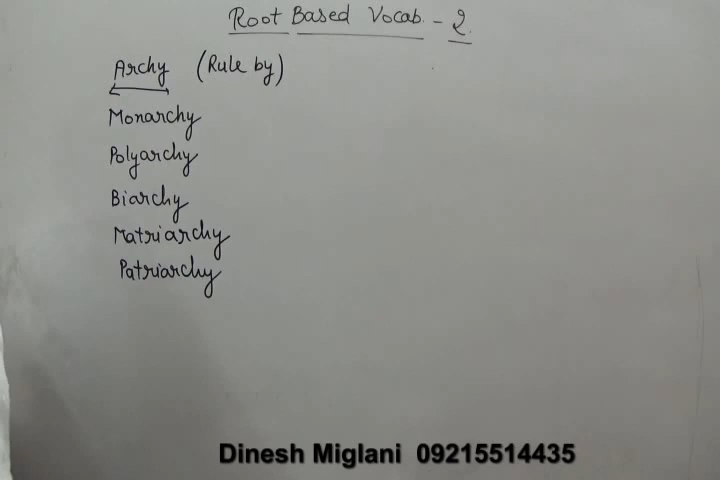 Root Based Vocab. - 2.
Archy (Rule by)
Monarchy
Polyarchy
Biarchy
Matriarchy
Patriarchy
Dinesh Miglani 09215514435